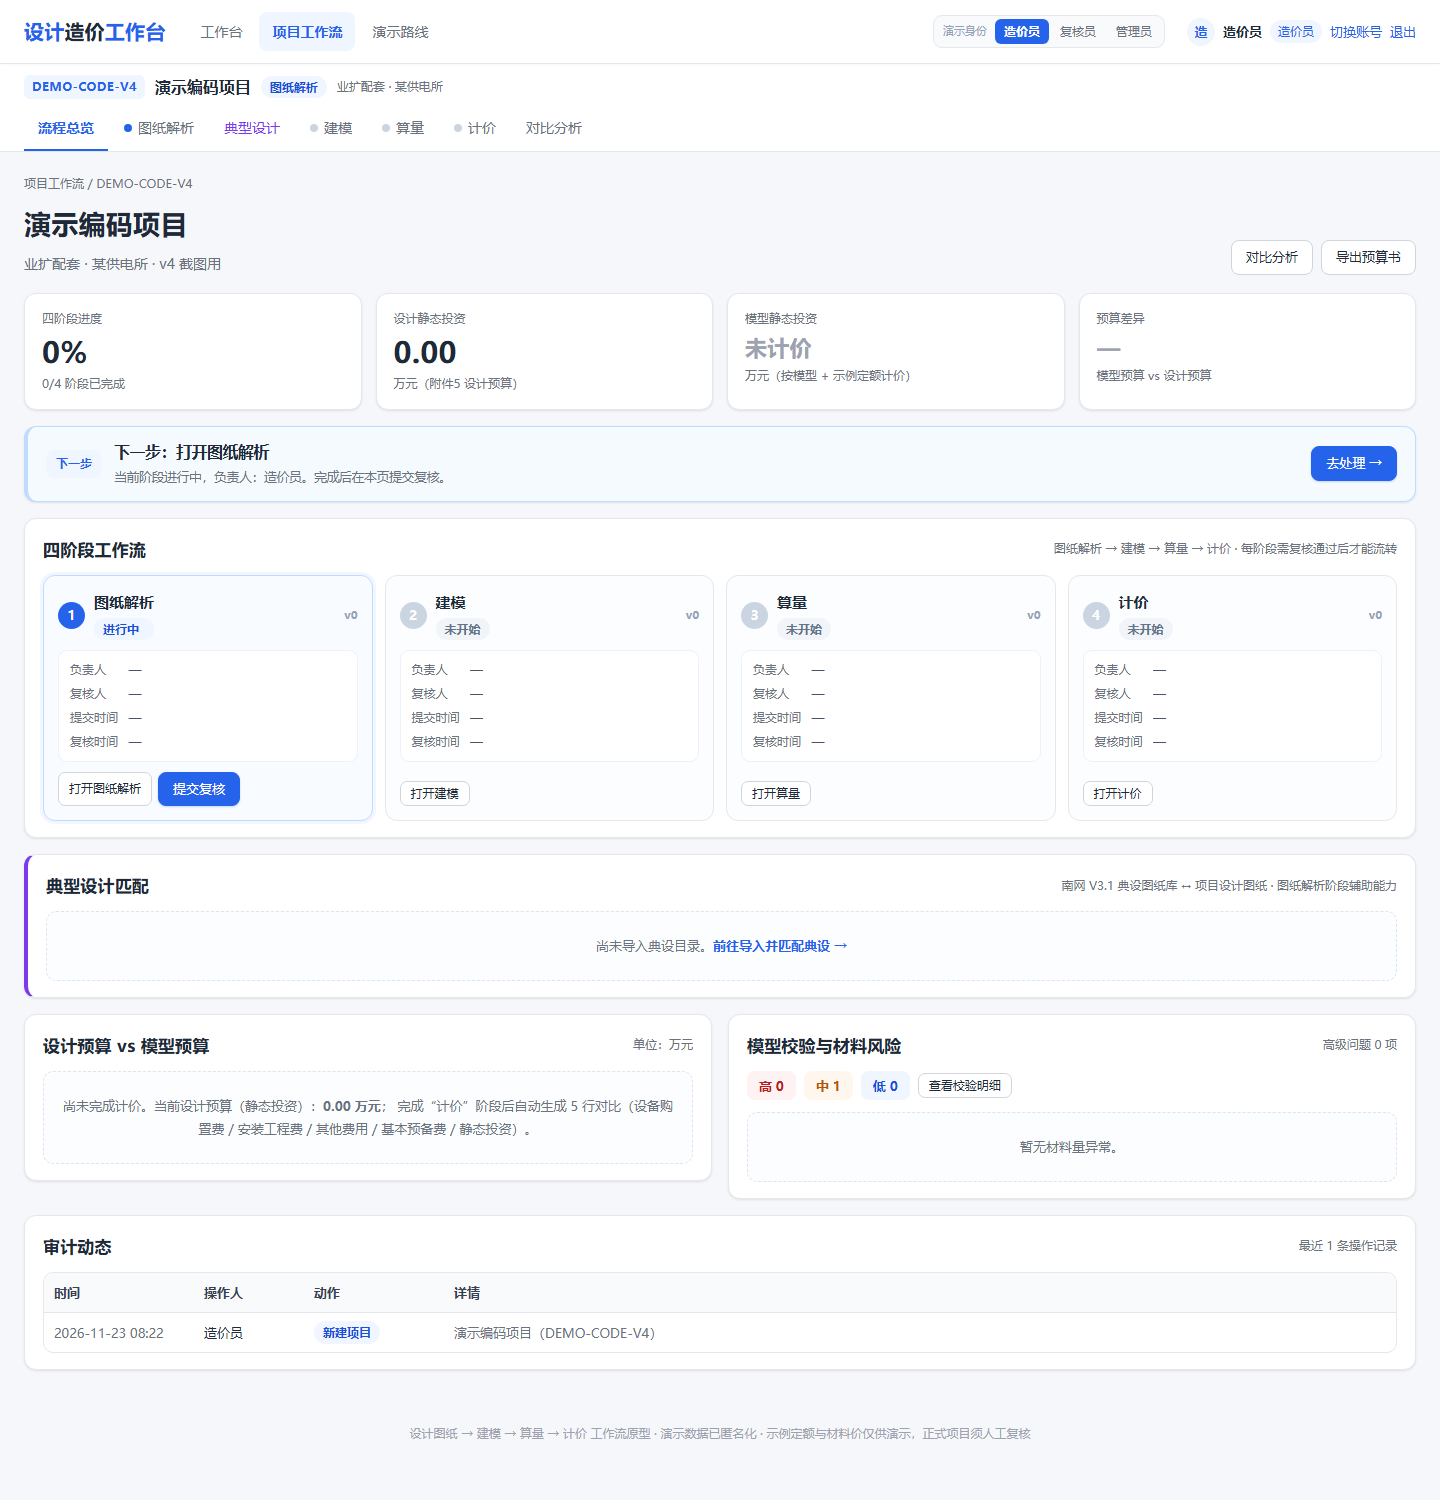 设计造价工作台 工作台 项目工作流 演示路线 演示身份 造价员 复核员 管理员 造 造价员 造价员 切换账号 退出
DEMO-CODE-V4 演示编码项目 图纸解析 业扩配套 · 某供电所
流程总览 图纸解析 典型设计 建模 算量 计价 对比分析
项目工作流 / DEMO-CODE-V4
演示编码项目
业扩配套 · 某供电所 · v4 截图用
对比分析 导出预算书
四阶段进度
0%
0/4 阶段已完成
设计静态投资
0.00
万元（附件5 设计预算）
模型静态投资
未计价
万元（按模型 + 示例定额计价）
预算差异
—
模型预算 vs 设计预算
下一步
下一步：打开图纸解析
当前阶段进行中，负责人：造价员。完成后在本页提交复核。
去处理 →
四阶段工作流
图纸解析 → 建模 → 算量 → 计价 · 每阶段需复核通过后才能流转
1 图纸解析 v0
进行中
负责人 —
复核人 —
提交时间 —
复核时间 —
打开图纸解析 提交复核
2 建模 v0
未开始
负责人 —
复核人 —
提交时间 —
复核时间 —
打开建模
3 算量 v0
未开始
负责人 —
复核人 —
提交时间 —
复核时间 —
打开算量
4 计价 v0
未开始
负责人 —
复核人 —
提交时间 —
复核时间 —
打开计价
典型设计匹配
南网 V3.1 典设图纸库 ↔ 项目设计图纸 · 图纸解析阶段辅助能力
尚未导入典设目录。前往导入并匹配典设 →
设计预算 vs 模型预算
单位：万元
尚未完成计价。当前设计预算（静态投资）：0.00 万元； 完成“计价”阶段后自动生成 5 行对比（设备购
置费 / 安装工程费 / 其他费用 / 基本预备费 / 静态投资）。
模型校验与材料风险
高级问题 0 项
高 0 中 1 低 0 查看校验明细
暂无材料量异常。
审计动态
最近 1 条操作记录
时间 操作人 动作 详情
2026-11-23 08:22 造价员 新建项目 演示编码项目（DEMO-CODE-V4）
设计图纸 → 建模 → 算量 → 计价 工作流原型 · 演示数据已匿名化 · 示例定额与材料价仅供演示，正式项目须人工复核